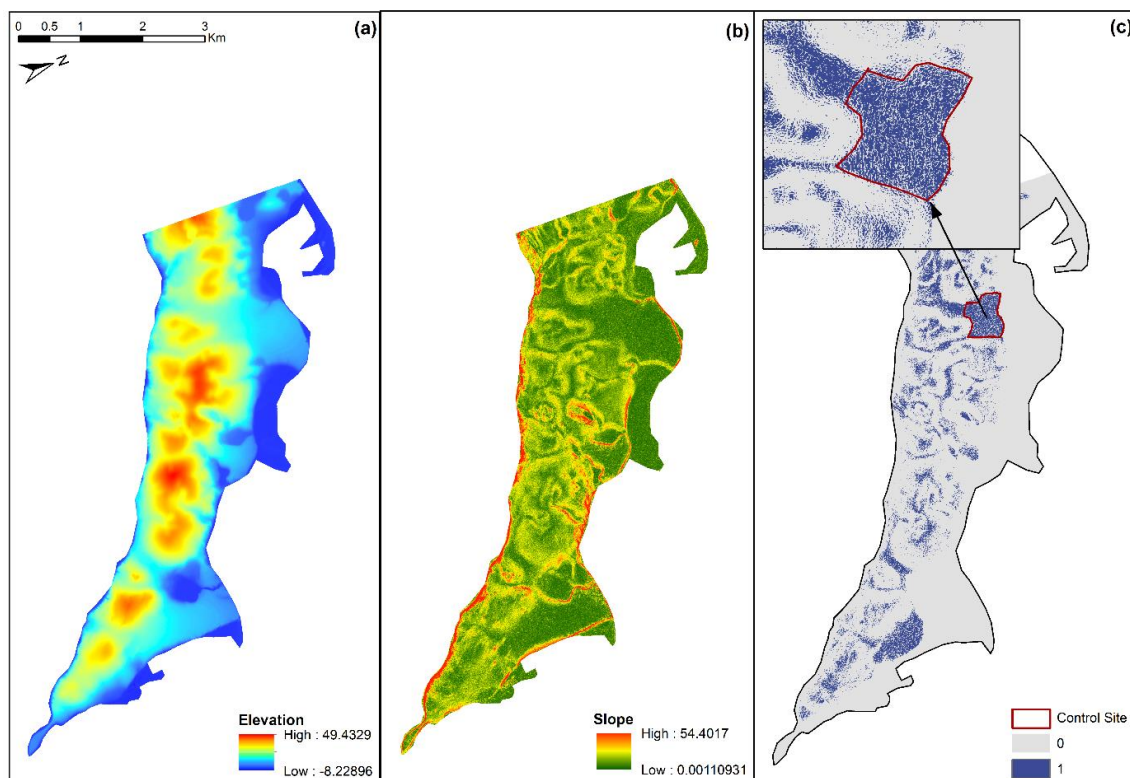 0 0.5 1 2 3
Km
N
(a)
Elevation
High : 49.4329
Low : -8.22896
(b)
Slope
High : 54.4017
Low : 0.00110931
(c)
Control Site
0
1